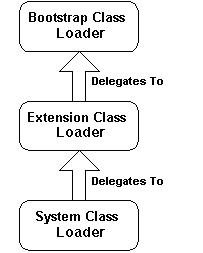 Bootstrap Class
Loader
Delegates To
Extension Class
Loader
Delegates To
System Class
Loader